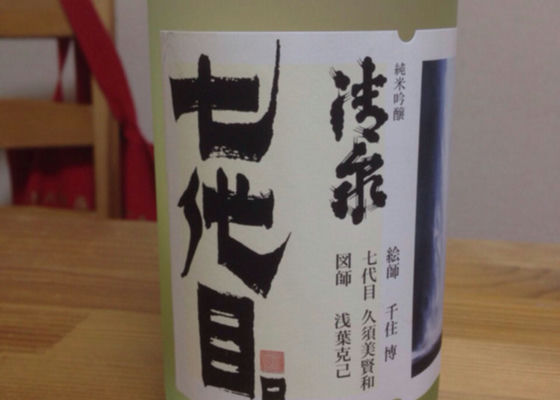 純米吟醸
清泉
七代目
絵師 千住 博
七代目 久須美賢和
図師 浅葉克己